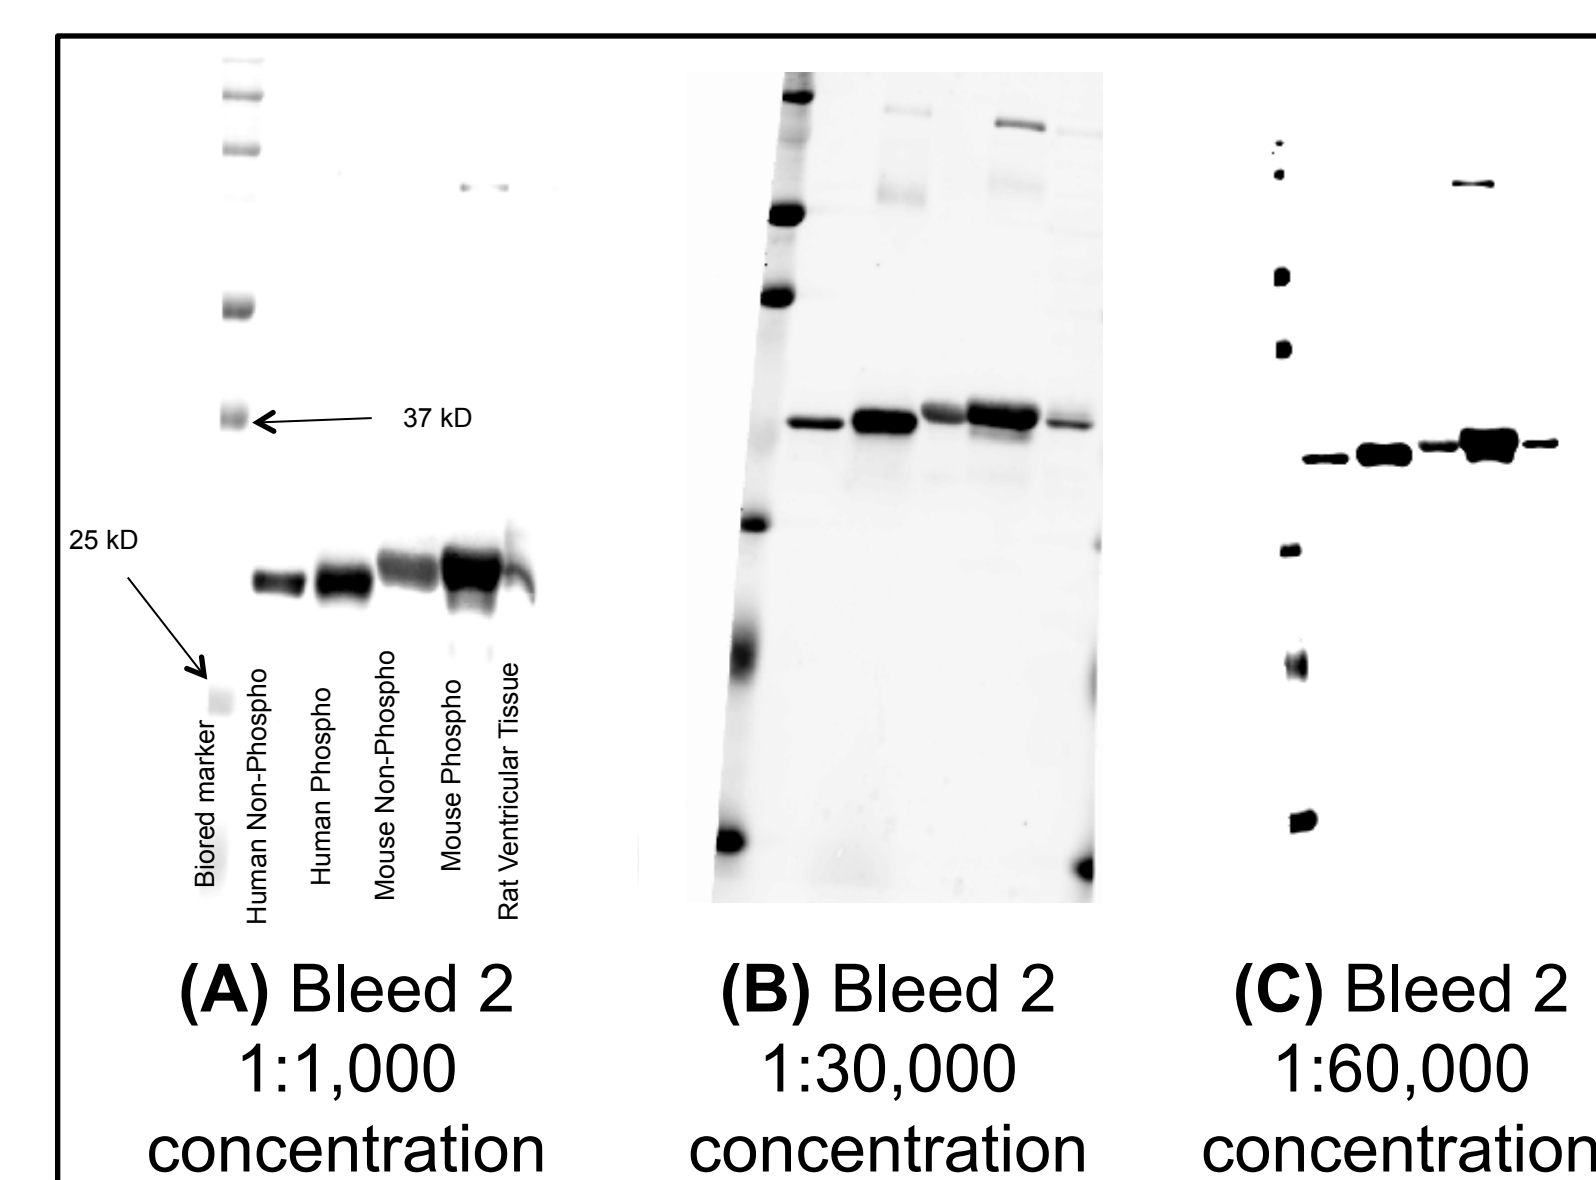 37 kD
25 kD
Biored marker
Human Non-Phospho
Human Phospho
Mouse Non-Phospho
Mouse Phospho
Rat Ventricular Tissue
(A) Bleed 2
1:1,000
concentration
(B) Bleed 2
1:30,000
concentration
(C) Bleed 2
1:60,000
concentration